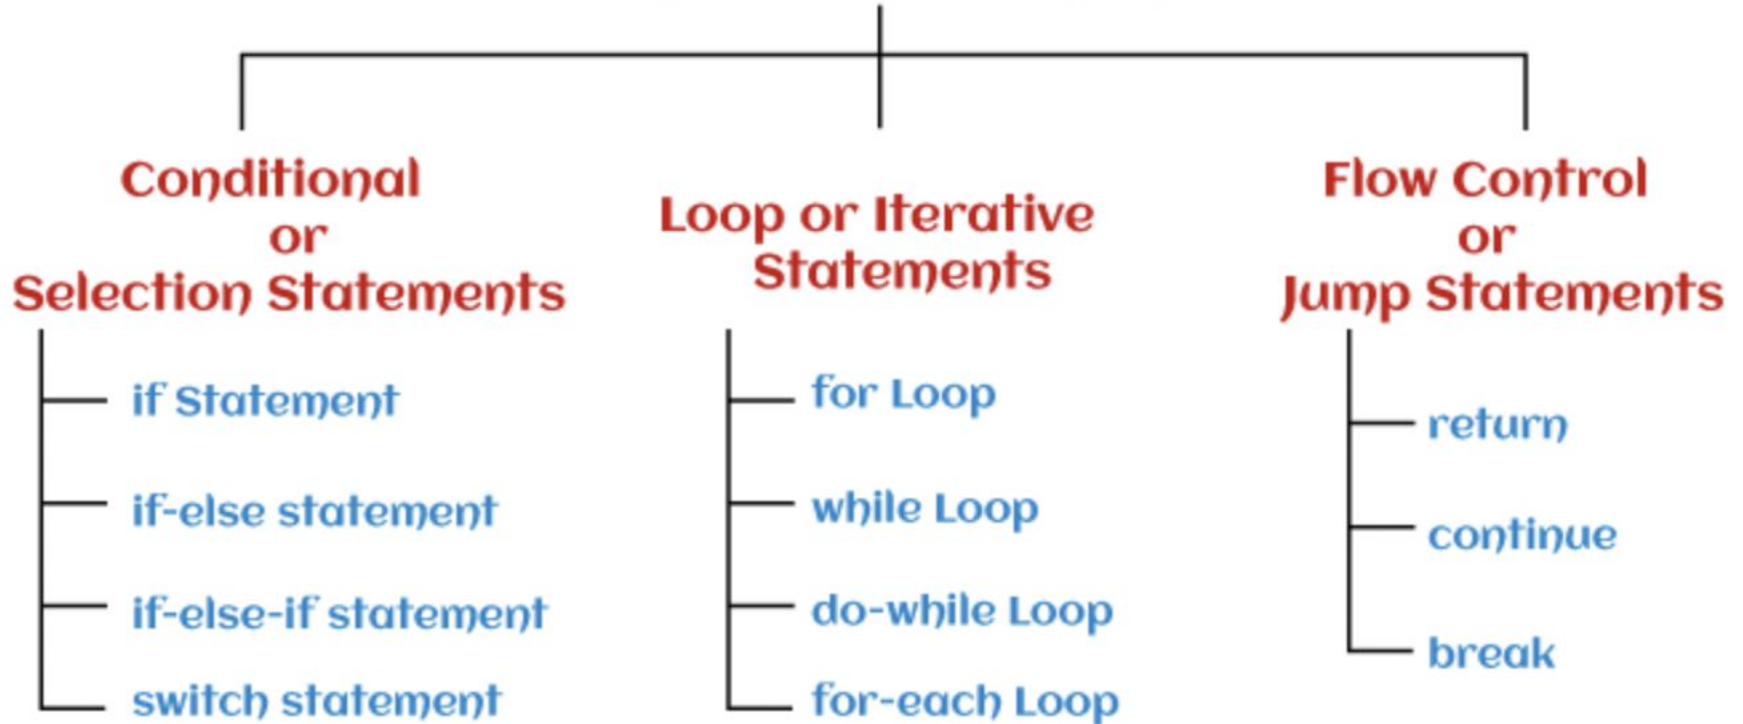 Conditional
or
Selection Statements
if Statement
if-else statement
if-else-if statement
switch statement
Loop or Iterative
Statements
for Loop
while Loop
do-while Loop
for-each Loop
Flow Control
or
Jump Statements
return
continue
break